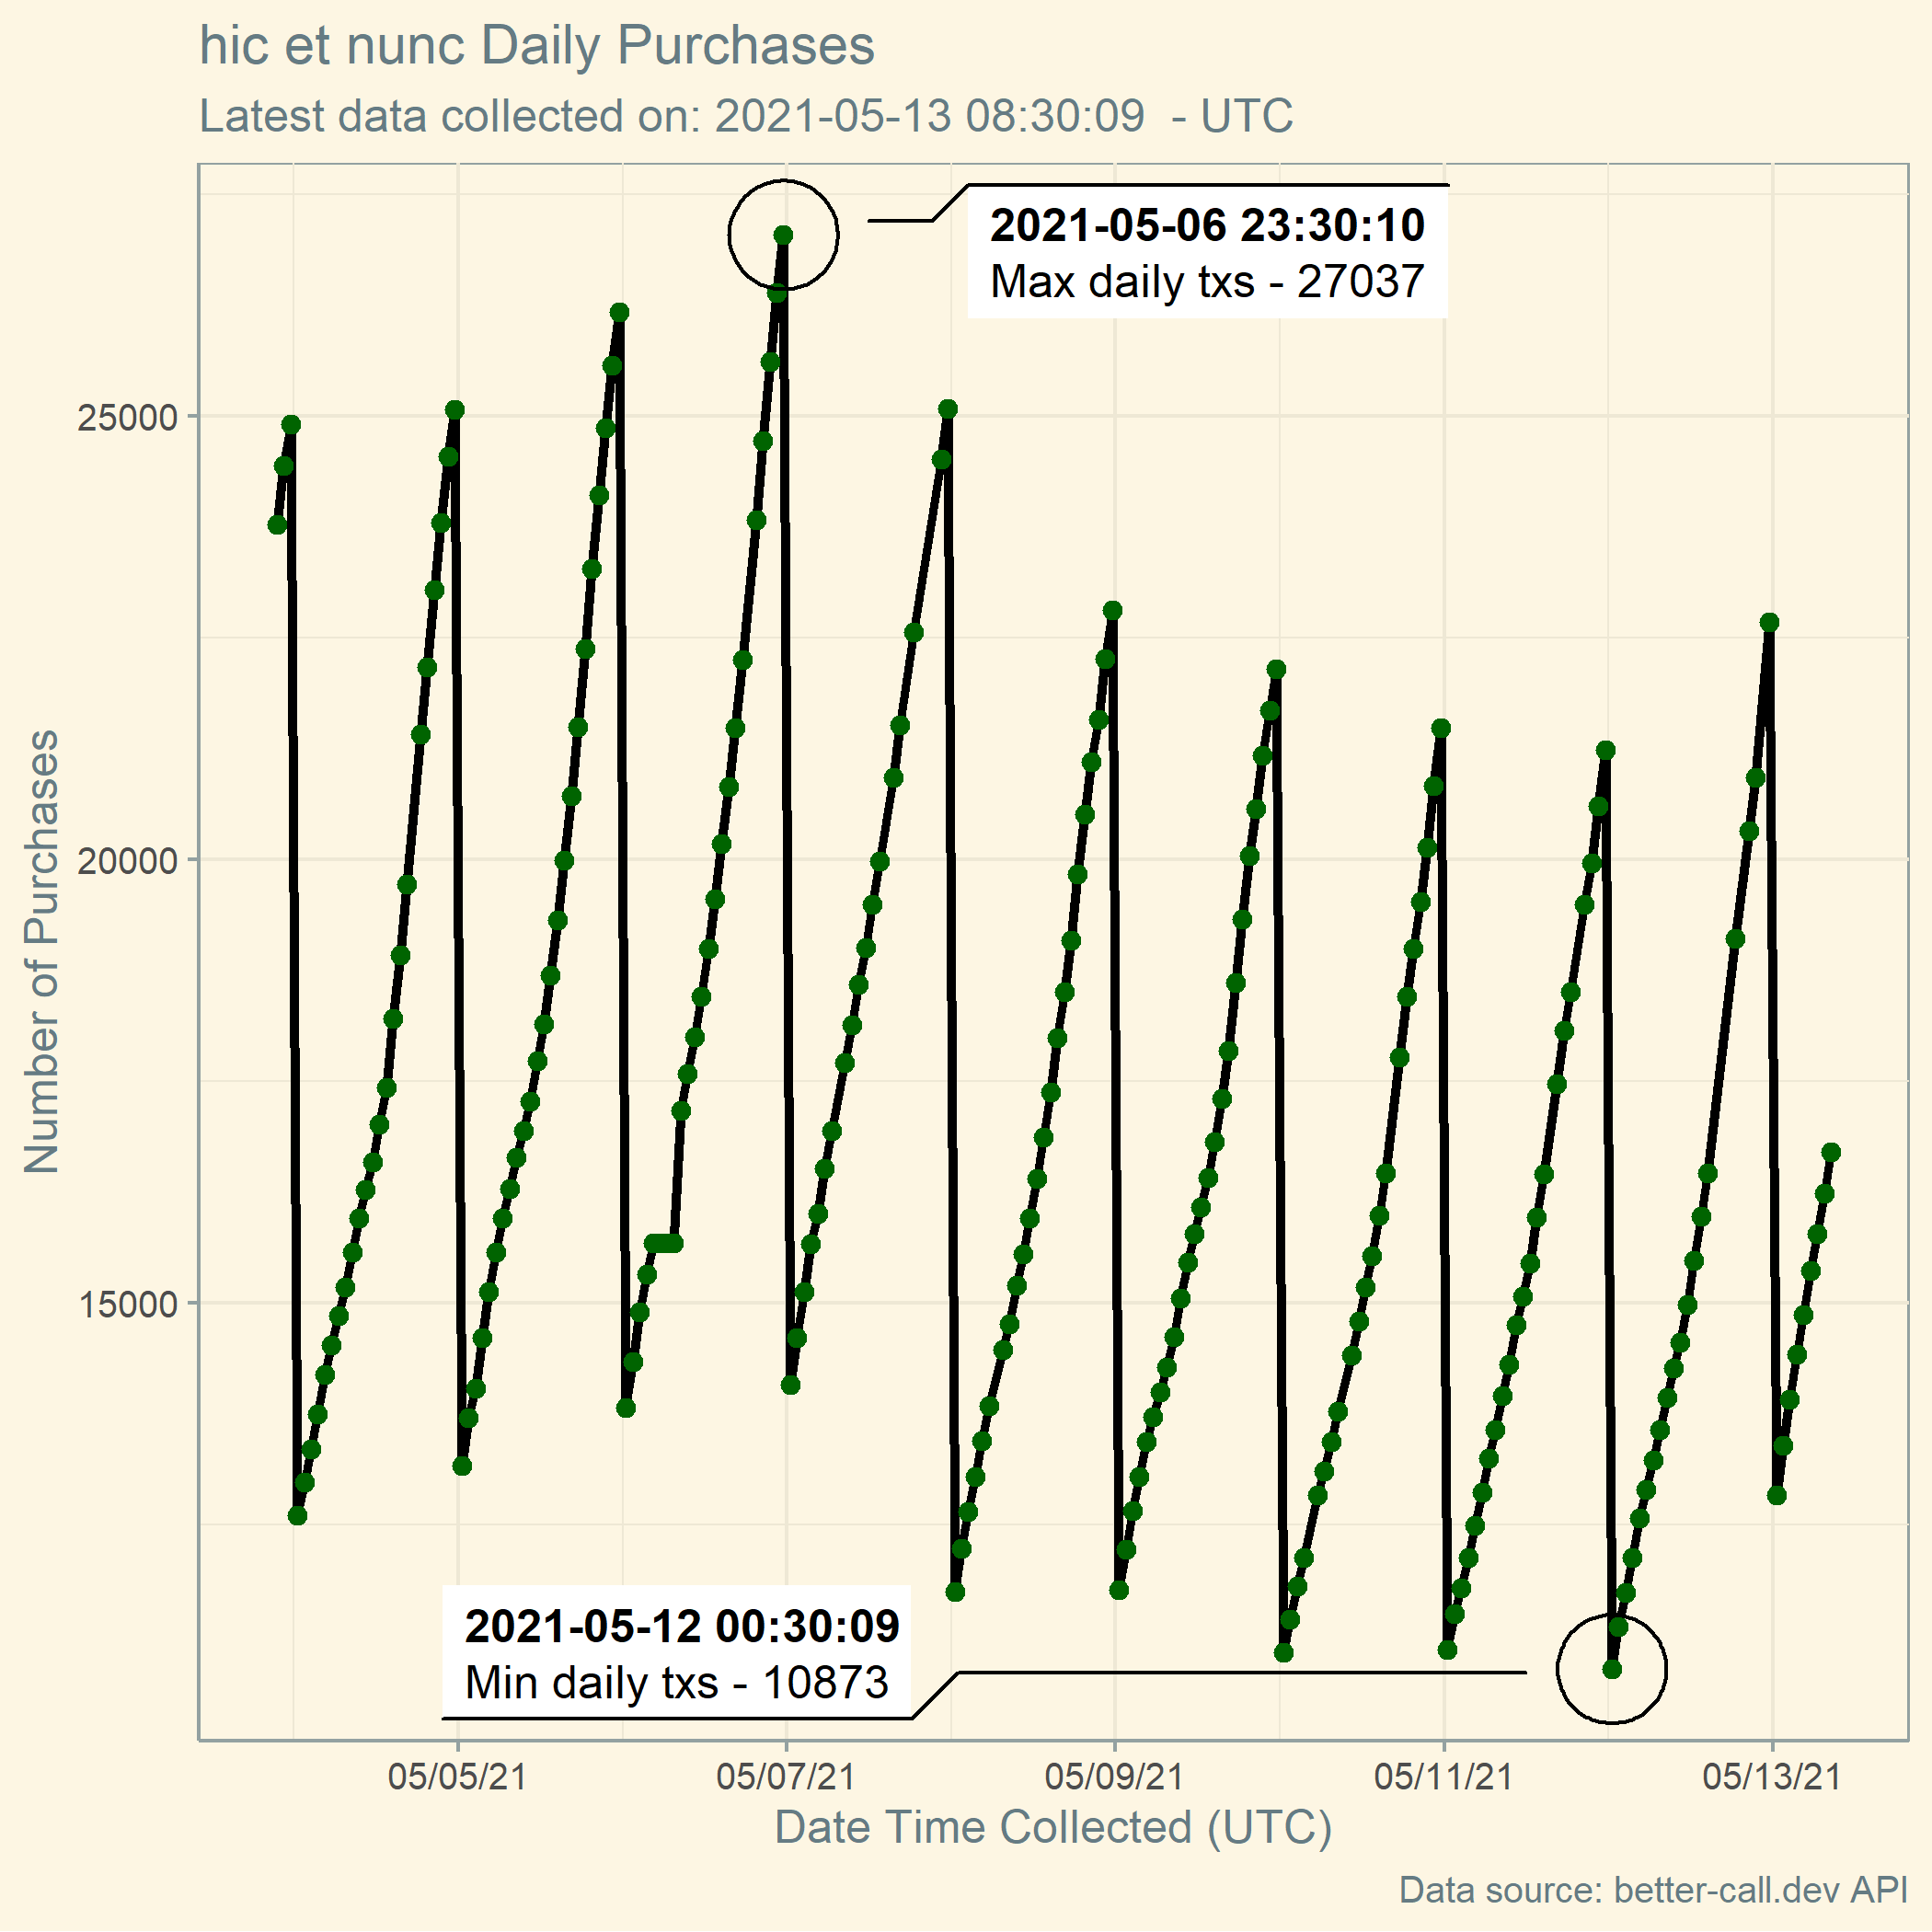 hic et nunc Daily Purchases
Latest data collected on: 2021-05-13 08:30:09  - UTC
2021-05-06 23:30:10
Max daily txs - 27037
25000
20000
15000
Number of Purchases
2021-05-12 00:30:09
Min daily txs - 10873
05/05/21 05/07/21 05/09/21 05/11/21 05/13/21
Date Time Collected (UTC)
Data source: better-call.dev API